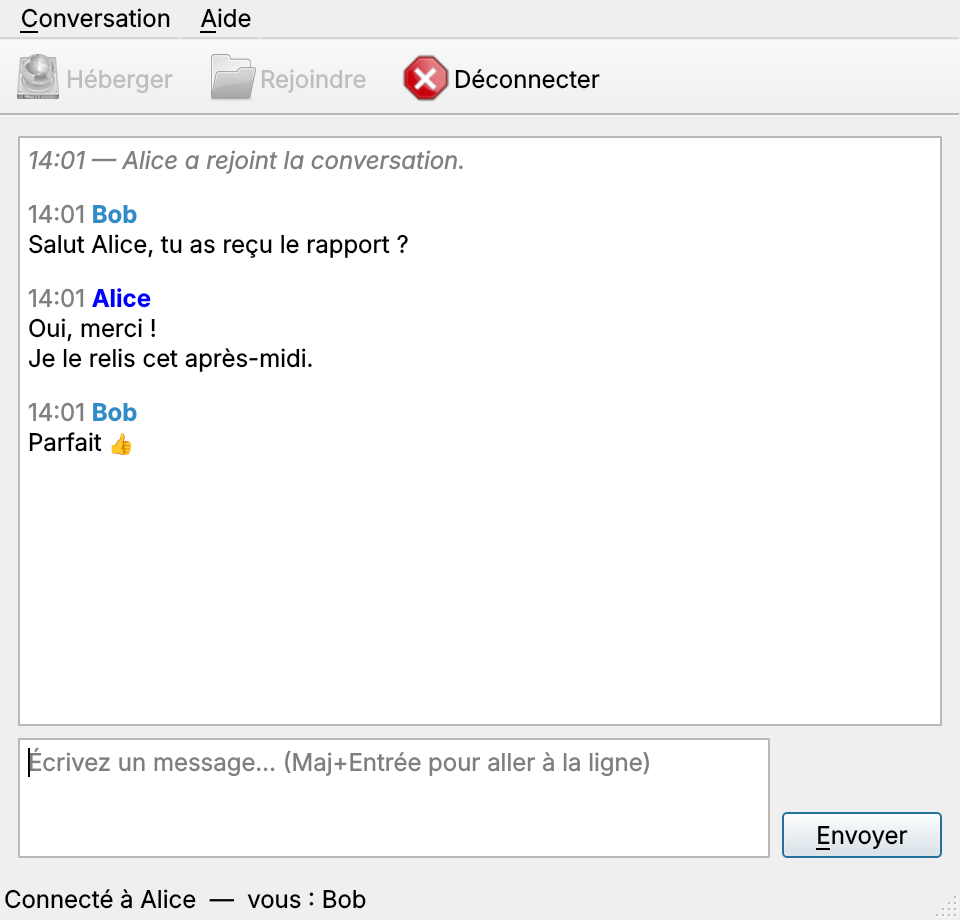 Conversation Aide
Héberger Rejoindre Déconnecter
14:01 — Alice a rejoint la conversation.
14:01 Bob
Salut Alice, tu as reçu le rapport ?
14:01 Alice
Oui, merci !
Je le relis cet après-midi.
14:01 Bob
Parfait 👍
Écrivez un message... (Maj+Entrée pour aller à la ligne)
Envoyer
Connecté à Alice — vous : Bob